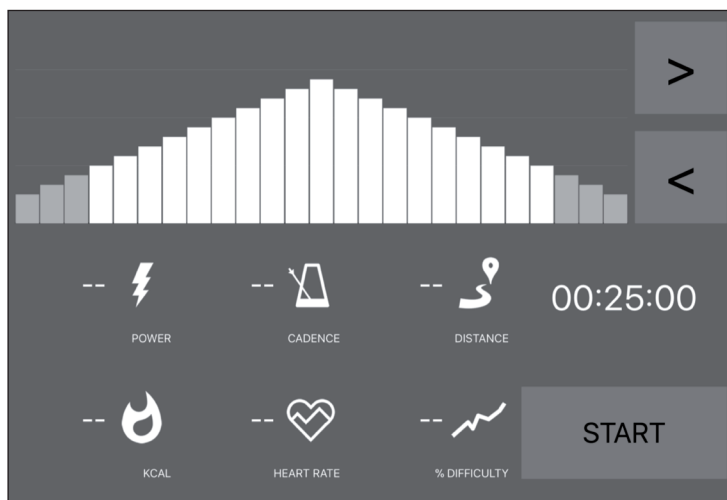 >
<
-- -- -- 00:25:00
POWER CADENCE DISTANCE
-- -- -- START
KCAL HEART RATE % DIFFICULTY